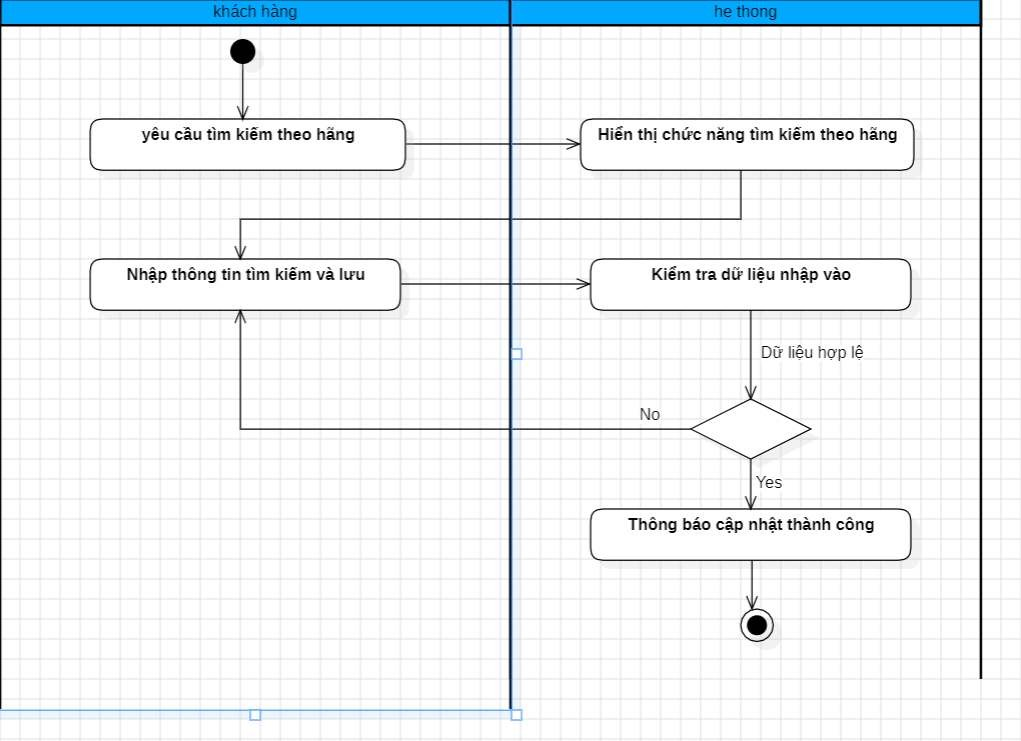 khách hàng
he thong
yêu cầu tìm kiếm theo hãng
Hiển thị chức năng tìm kiếm theo hãng
Nhập thông tin tìm kiếm và lưu
Kiểm tra dữ liệu nhập vào
Dữ liệu hợp lệ
No
Yes
Thông báo cập nhật thành công